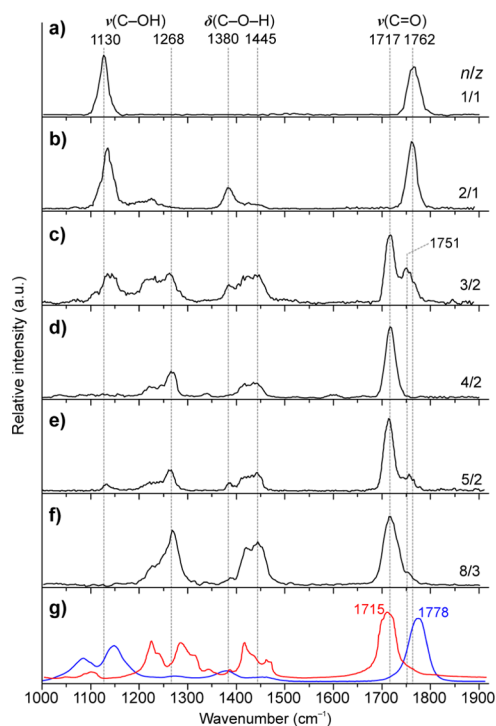 ν(C–OH) δ(C–O–H) ν(C=O)
a) 1130 1268 1380 1445 1717 1762
n/z
1/1
b)
2/1
c)
1751
3/2
d)
4/2
e)
5/2
f)
8/3
g)
1715 1778
Relative intensity (a.u.)
1000 1100 1200 1300 1400 1500 1600 1700 1800 1900
Wavenumber (cm⁻¹)